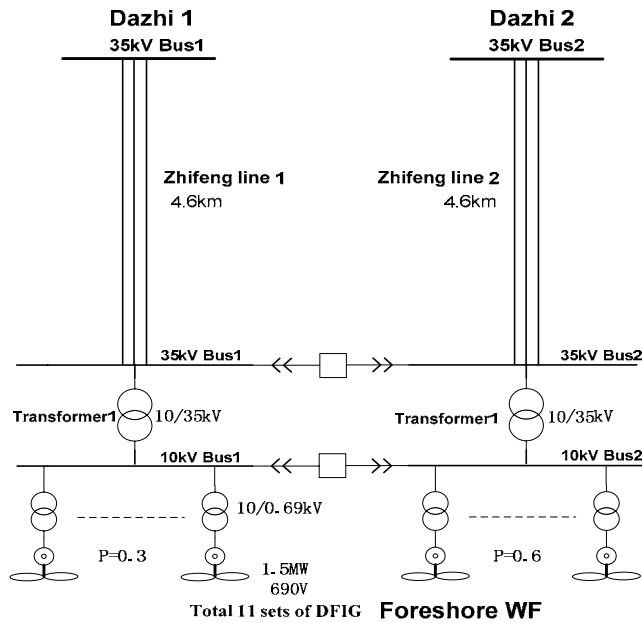 Dazhi 1
Dazhi 2
35kV Bus1
35kV Bus2
Zhifeng line 1
4.6km
Zhifeng line 2
4.6km
35kV Bus1
35kV Bus2
Transformer1
10/35kV
Transformer1
10/35kV
10kV Bus1
10kV Bus2
10/0.69kV
P=0.3
P=0.6
1.5MW
690V
Total 11 sets of DFIG
Foreshore WF